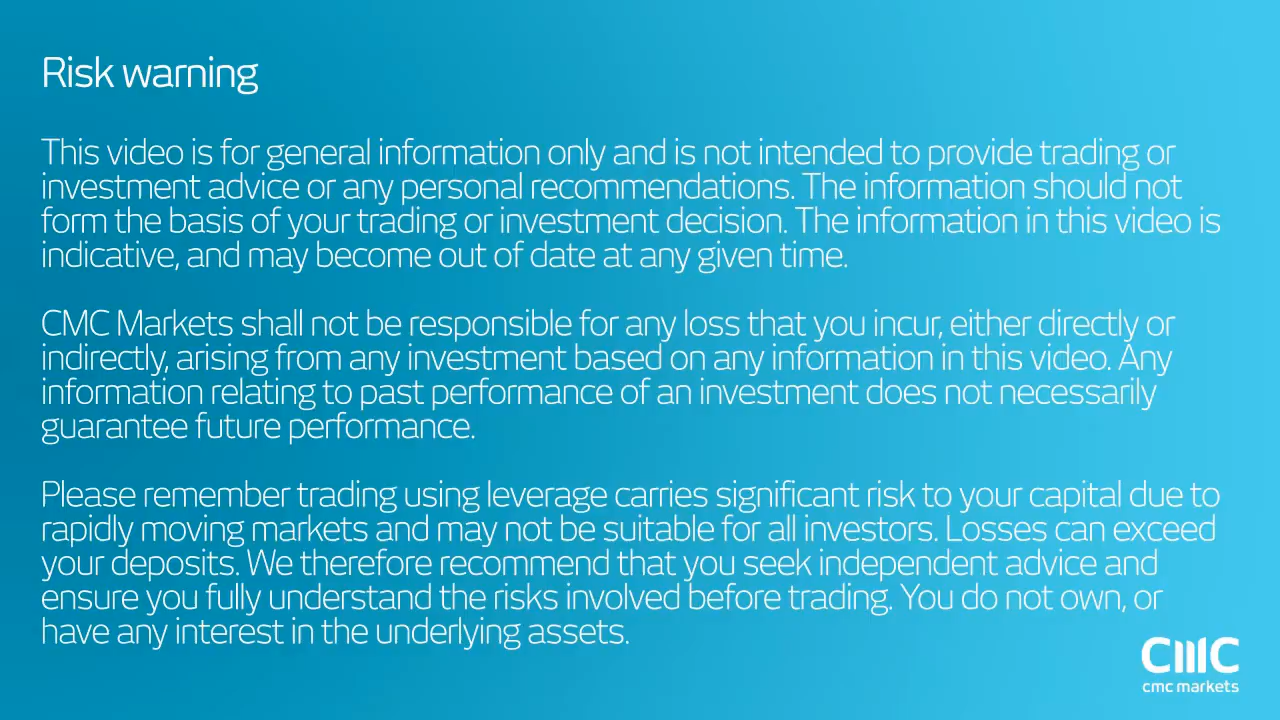 Risk warning
This video is for general information only and is not intended to provide trading or
investment advice or any personal recommendations. The information should not
form the basis of your trading or investment decision. The information in this video is
indicative, and may become out of date at any given time.
CMC Markets shall not be responsible for any loss that you incur, either directly or
indirectly, arising from any investment based on any information in this video. Any
information relating to past performance of an investment does not necessarily
guarantee future performance.
Please remember trading using leverage carries significant risk to your capital due to
rapidly moving markets and may not be suitable for all investors. Losses can exceed
your deposits. We therefore recommend that you seek independent advice and
ensure you fully understand the risks involved before trading. You do not own, or
have any interest in the underlying assets.
CMC
cmc markets